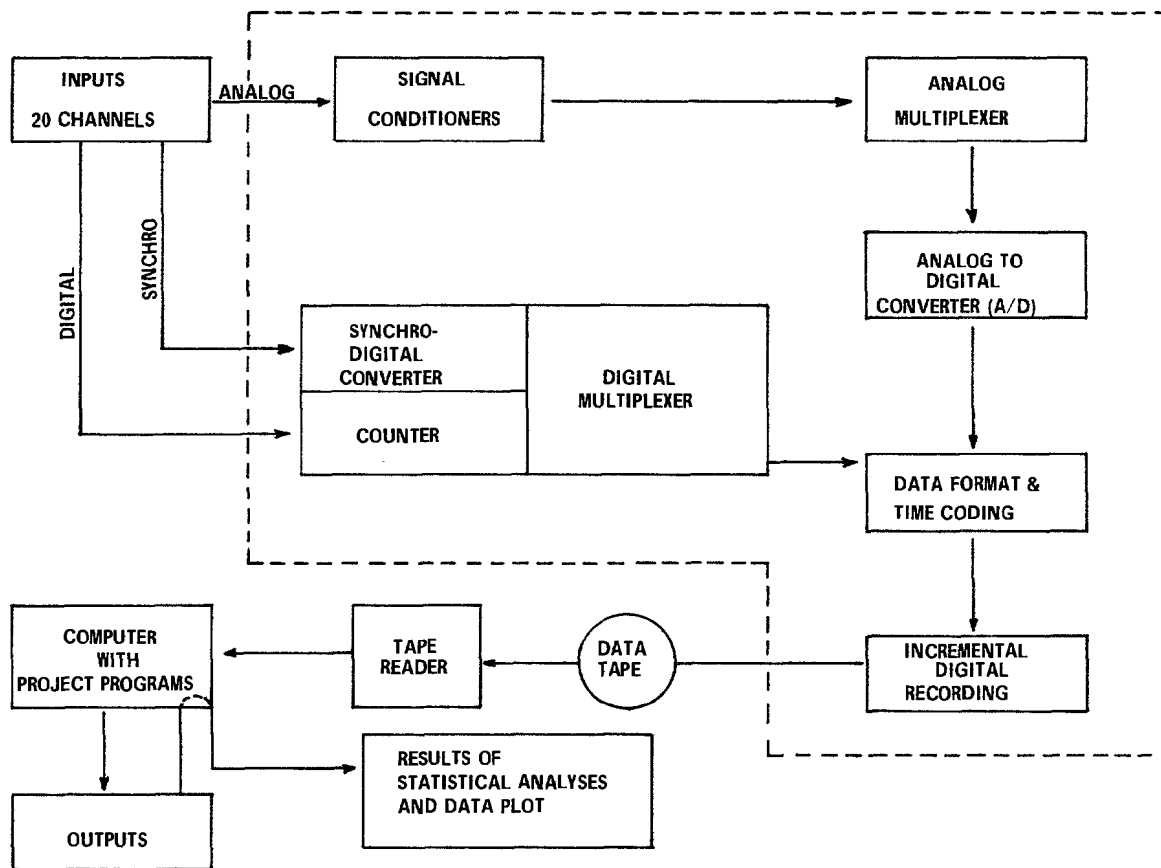 INPUTS
20 CHANNELS
ANALOG
SIGNAL
CONDITIONERS
ANALOG
MULTIPLEXER
DIGITAL
SYNCHRO
ANALOG TO
DIGITAL
CONVERTER (A/D)
SYNCHRO-
DIGITAL
CONVERTER
COUNTER
DIGITAL
MULTIPLEXER
DATA FORMAT &
TIME CODING
COMPUTER
WITH
PROJECT PROGRAMS
TAPE
READER
DATA
TAPE
INCREMENTAL
DIGITAL
RECORDING
RESULTS OF
STATISTICAL ANALYSES
AND DATA PLOT
OUTPUTS